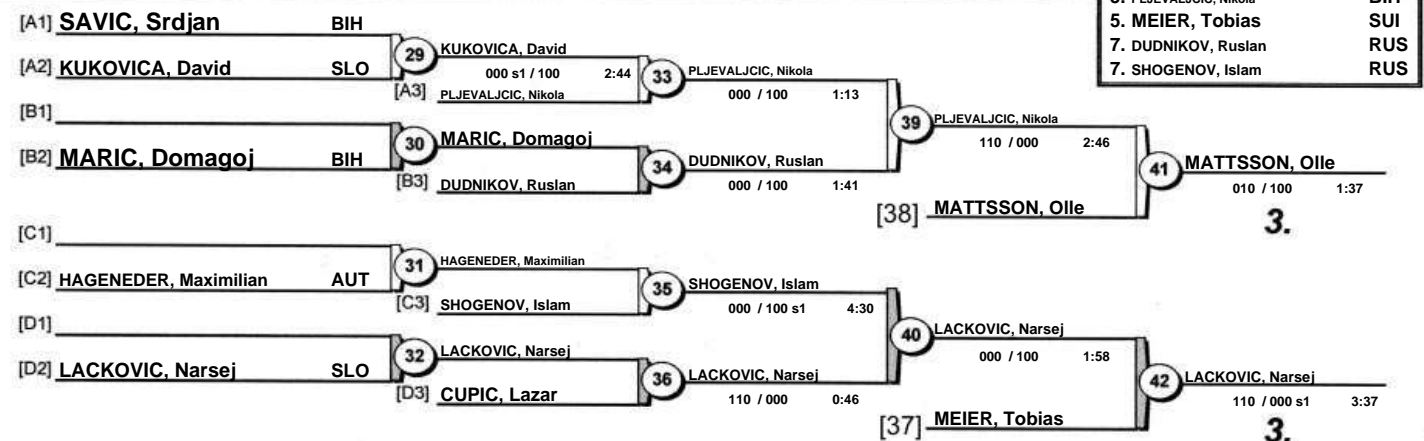 5. MEIER, Tobias SUI
7. DUDNIKOV, Ruslan RUS
7. SHOGENOV, Islam RUS
[A1] SAVIC, Srdjan BIH
29 KUKOVICA, David
[A2] KUKOVICA, David SLO
000 s1 / 100 2:44
33 PLJEVALJCIC, Nikola
[A3] PLJEVALJCIC, Nikola
000 / 100 1:13
[B1]
39 PLJEVALJCIC, Nikola
30 MARIC, Domagoj
110 / 000 2:46
[B2] MARIC, Domagoj BIH
34 DUDNIKOV, Ruslan
41 MATTSSON, Olle
[B3] DUDNIKOV, Ruslan
000 / 100 1:41
010 / 100 1:37
[38] MATTSSON, Olle
3.
[C1]
31 HAGENEDER, Maximilian
[C2] HAGENEDER, Maximilian AUT
35 SHOGENOV, Islam
[C3] SHOGENOV, Islam
000 / 100 s1 4:30
[D1]
40 LACKOVIC, Narsej
32 LACKOVIC, Narsej
000 / 100 1:58
[D2] LACKOVIC, Narsej SLO
36 LACKOVIC, Narsej
42 LACKOVIC, Narsej
[D3] CUPIC, Lazar
110 / 000 0:46
110 / 000 s1 3:37
[37] MEIER, Tobias
3.